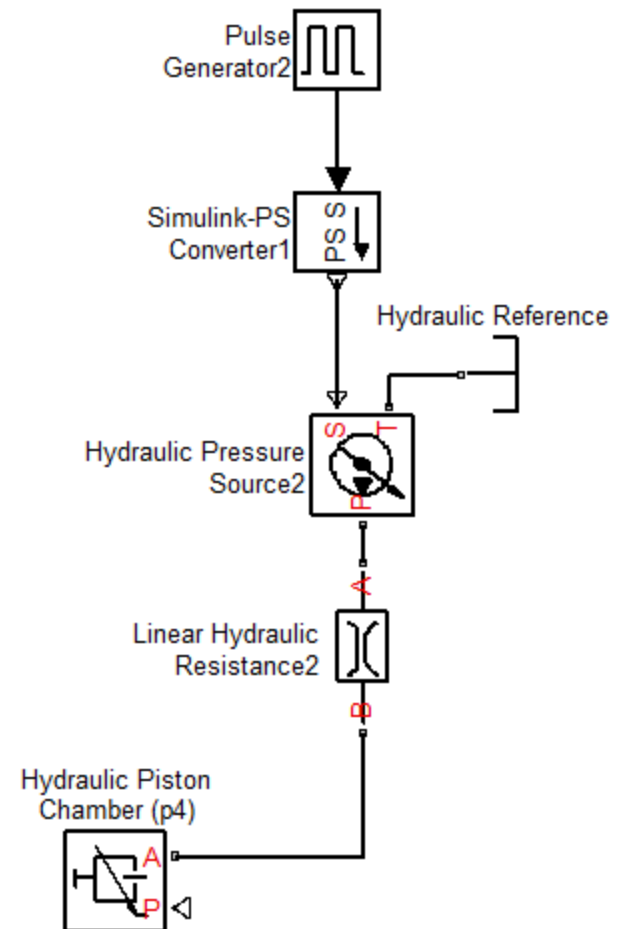 Pulse
Generator2
Simulink-PS
Converter1
PS S
Hydraulic Reference
S
T
Hydraulic Pressure
Source2
P
A
Linear Hydraulic
Resistance2
B
Hydraulic Piston
Chamber (p4)
A
P